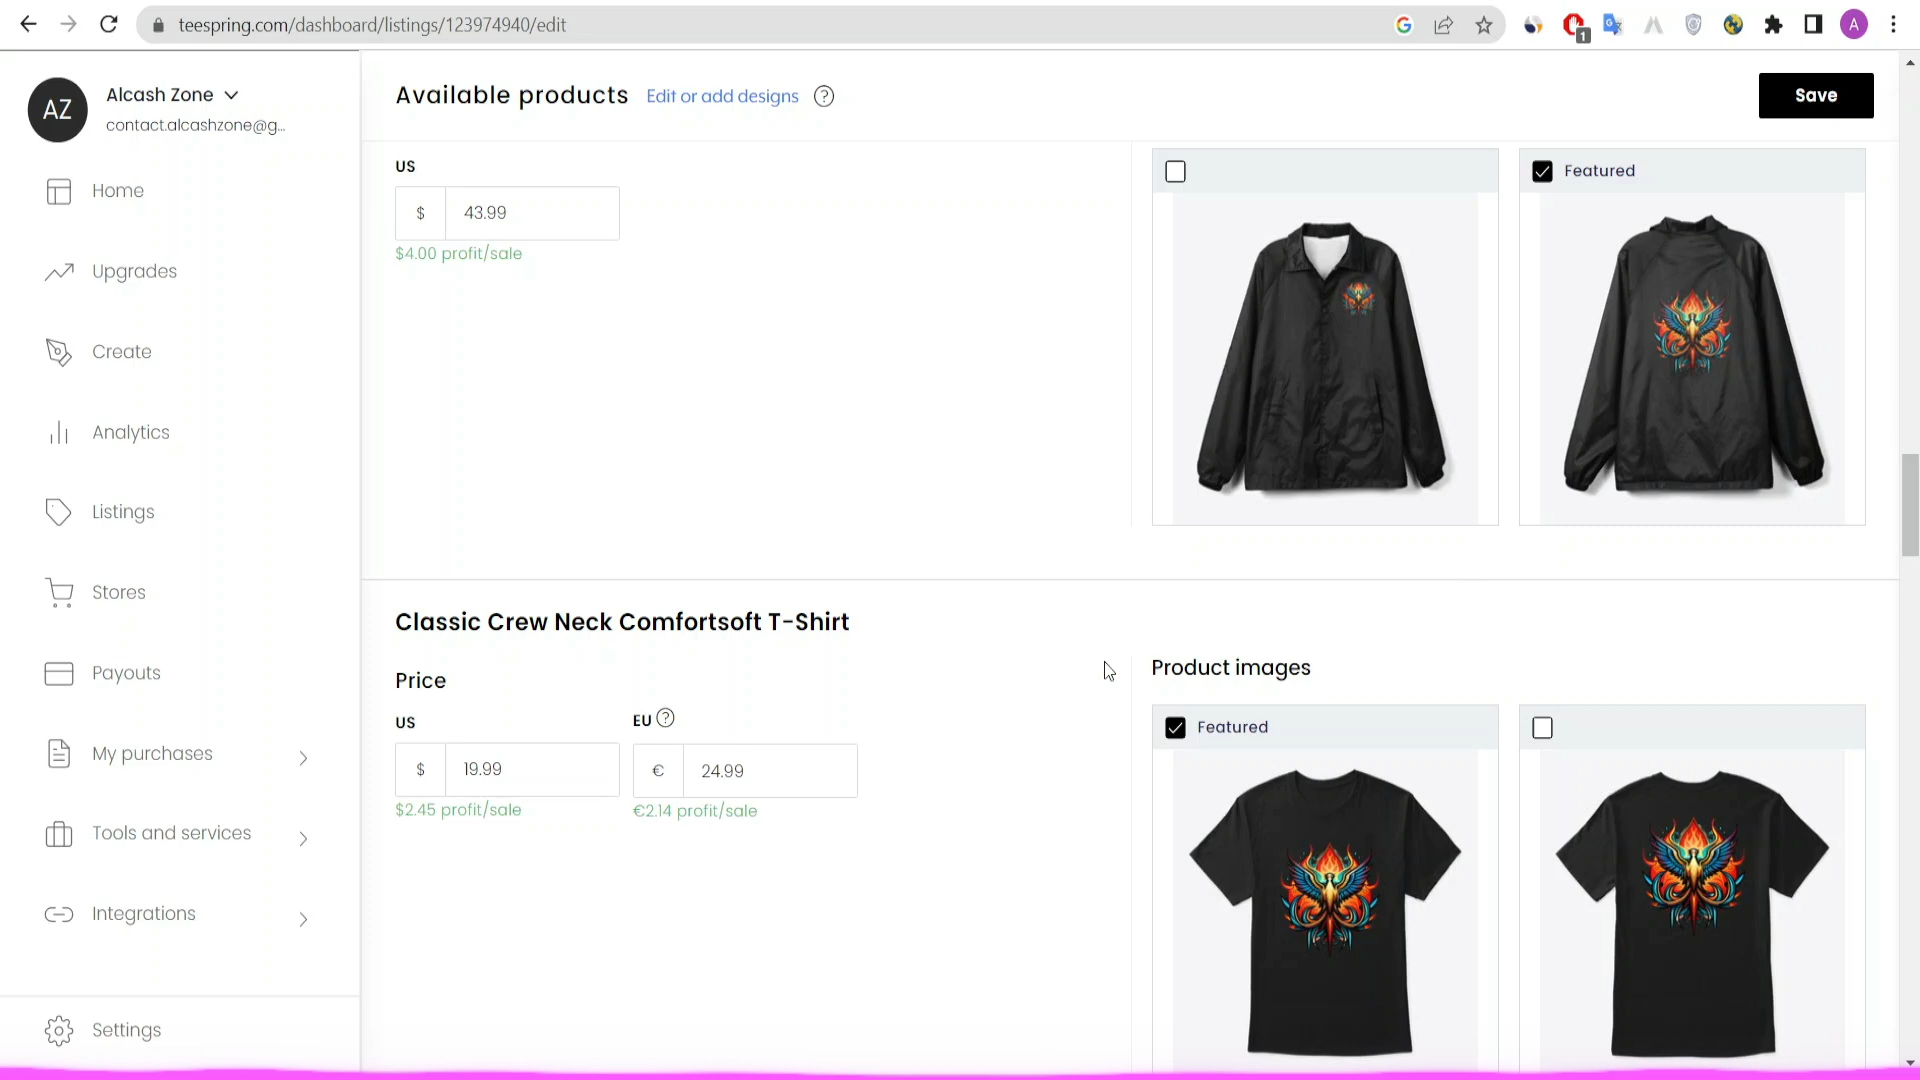 teespring.com/dashboard/listings/123974940/edit
1
A
AZ
Alcash Zone
contact.alcashzone@g...
Home
Upgrades
Create
Analytics
Listings
Stores
Payouts
My purchases
Tools and services
Integrations
Settings
Available products Edit or add designs ?
Save
US
$ 43.99
$4.00 profit/sale
Featured
Classic Crew Neck Comfortsoft T-Shirt
Price
US EU ?
$ 19.99 € 24.99
$2.45 profit/sale €2.14 profit/sale
Product images
Featured